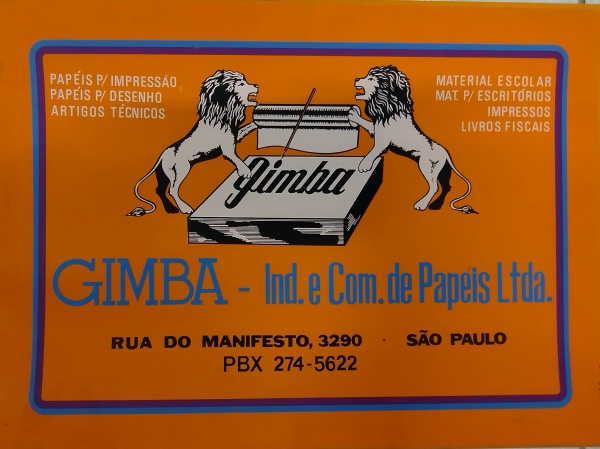 PAPÉIS P/ IMPRESSÃO
PAPÉIS P/ DESENHO
ARTIGOS TÉCNICOS
MATERIAL ESCOLAR
MAT. P/ ESCRITÓRIOS
IMPRESSOS
LIVROS FISCAIS
Gimba
GIMBA - Ind. e Com. de Papéis Ltda.
RUA DO MANIFESTO, 3290 · SÃO PAULO
PBX 274-5622